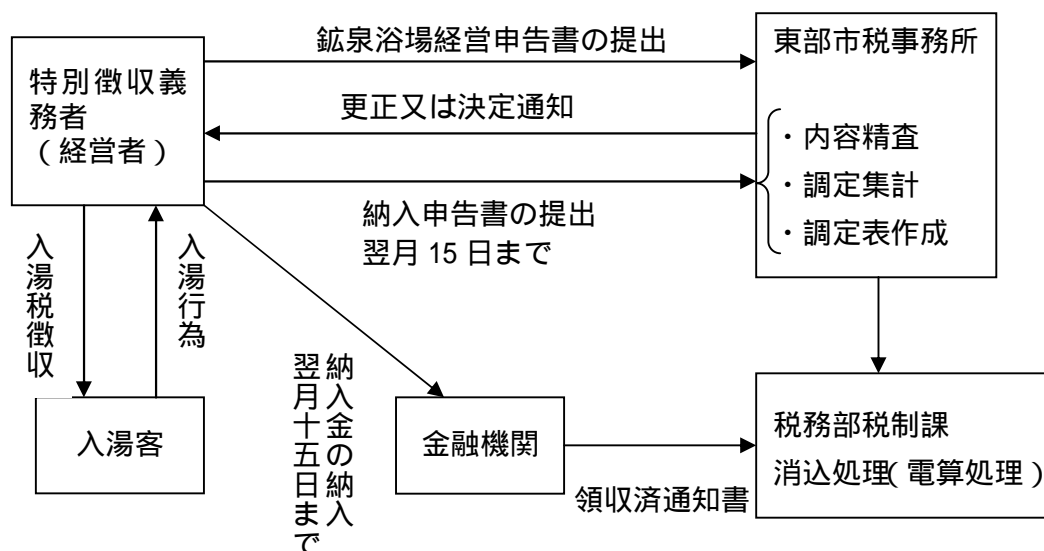 鉱泉浴場経営申告書の提出
東部市税事務所
特別徴収義
務者
（経営者）
更正又は決定通知
・内容精査
・調定集計
・調定表作成
納入申告書の提出
翌月 15 日まで
入湯税徴収
入湯行為
納入金の納入
翌月十五日まで
入湯客
金融機関
税務部税制課
消込処理（電算処理）
領収済通知書